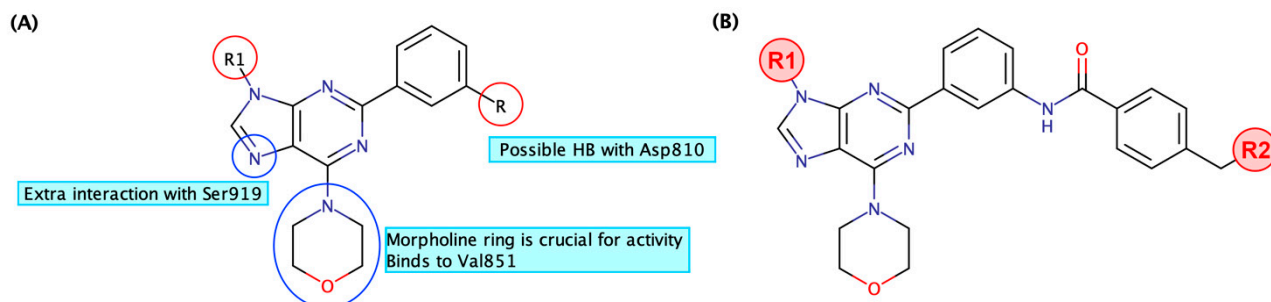 (A)
R1
N
N
N
N
R
Possible HB with Asp810
Extra interaction with Ser919
N
Morpholine ring is crucial for activity
Binds to Val851
O
(B)
R1
N
N
N
N
N
H
O
R2
N
O